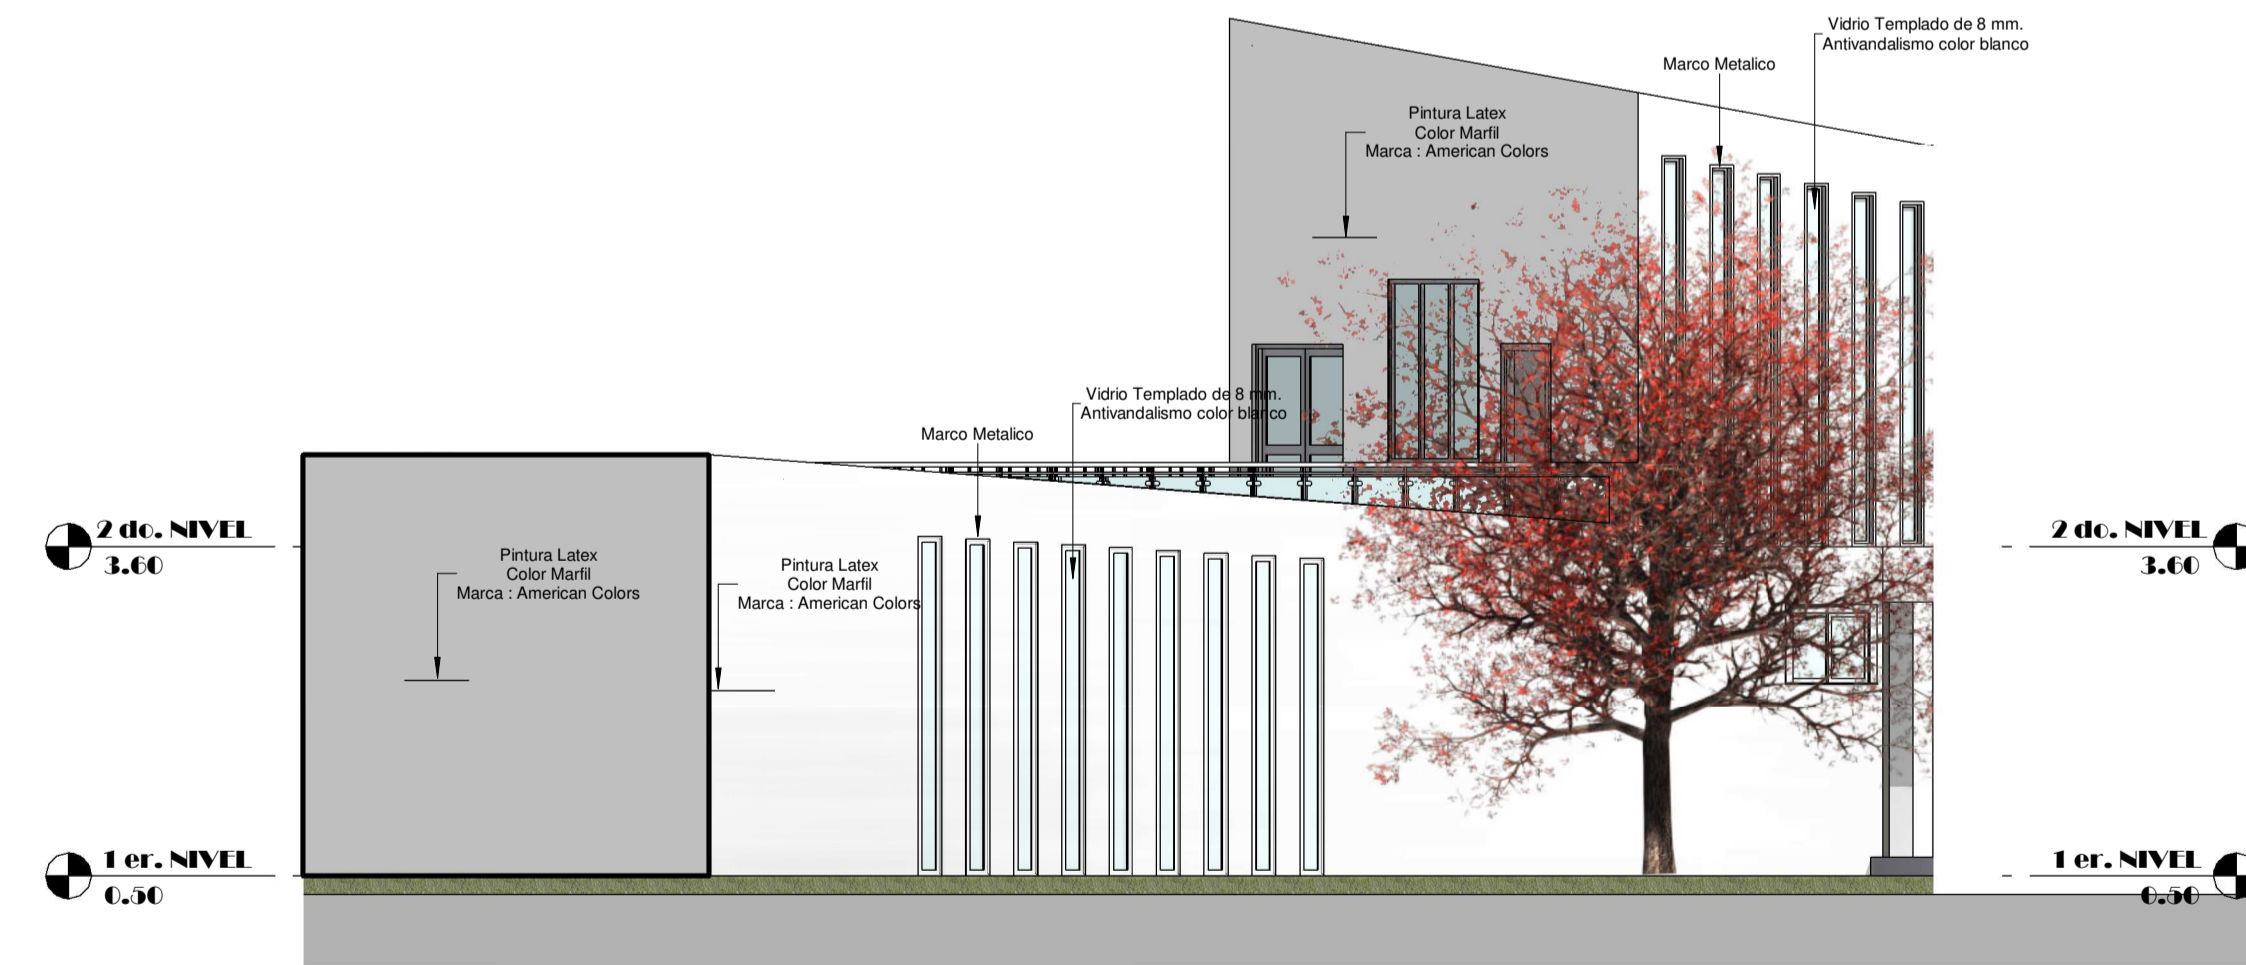 Vidrio Templado de 8 mm.
Antivandalismo color blanco
Marco Metalico
Pintura Latex
Color Marfil
Marca : American Colors
Vidrio Templado de 8 mm.
Antivandalismo color blanco
Marco Metalico
2 do. NIVEL
3.60
Pintura Latex
Color Marfil
Marca : American Colors
Pintura Latex
Color Marfil
Marca : American Colors
2 do. NIVEL
3.60
1 er. NIVEL
0.50
1 er. NIVEL
0.50